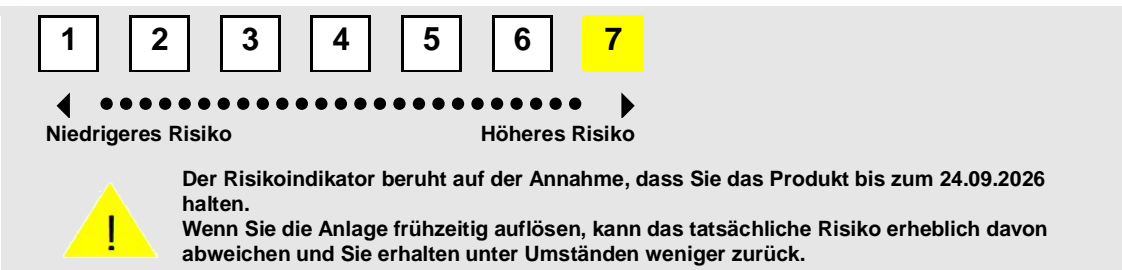 1 2 3 4 5 6 7
Niedrigeres Risiko Höheres Risiko
Der Risikoindikator beruht auf der Annahme, dass Sie das Produkt bis zum 24.09.2026
halten.
Wenn Sie die Anlage frühzeitig auflösen, kann das tatsächliche Risiko erheblich davon
abweichen und Sie erhalten unter Umständen weniger zurück.
!